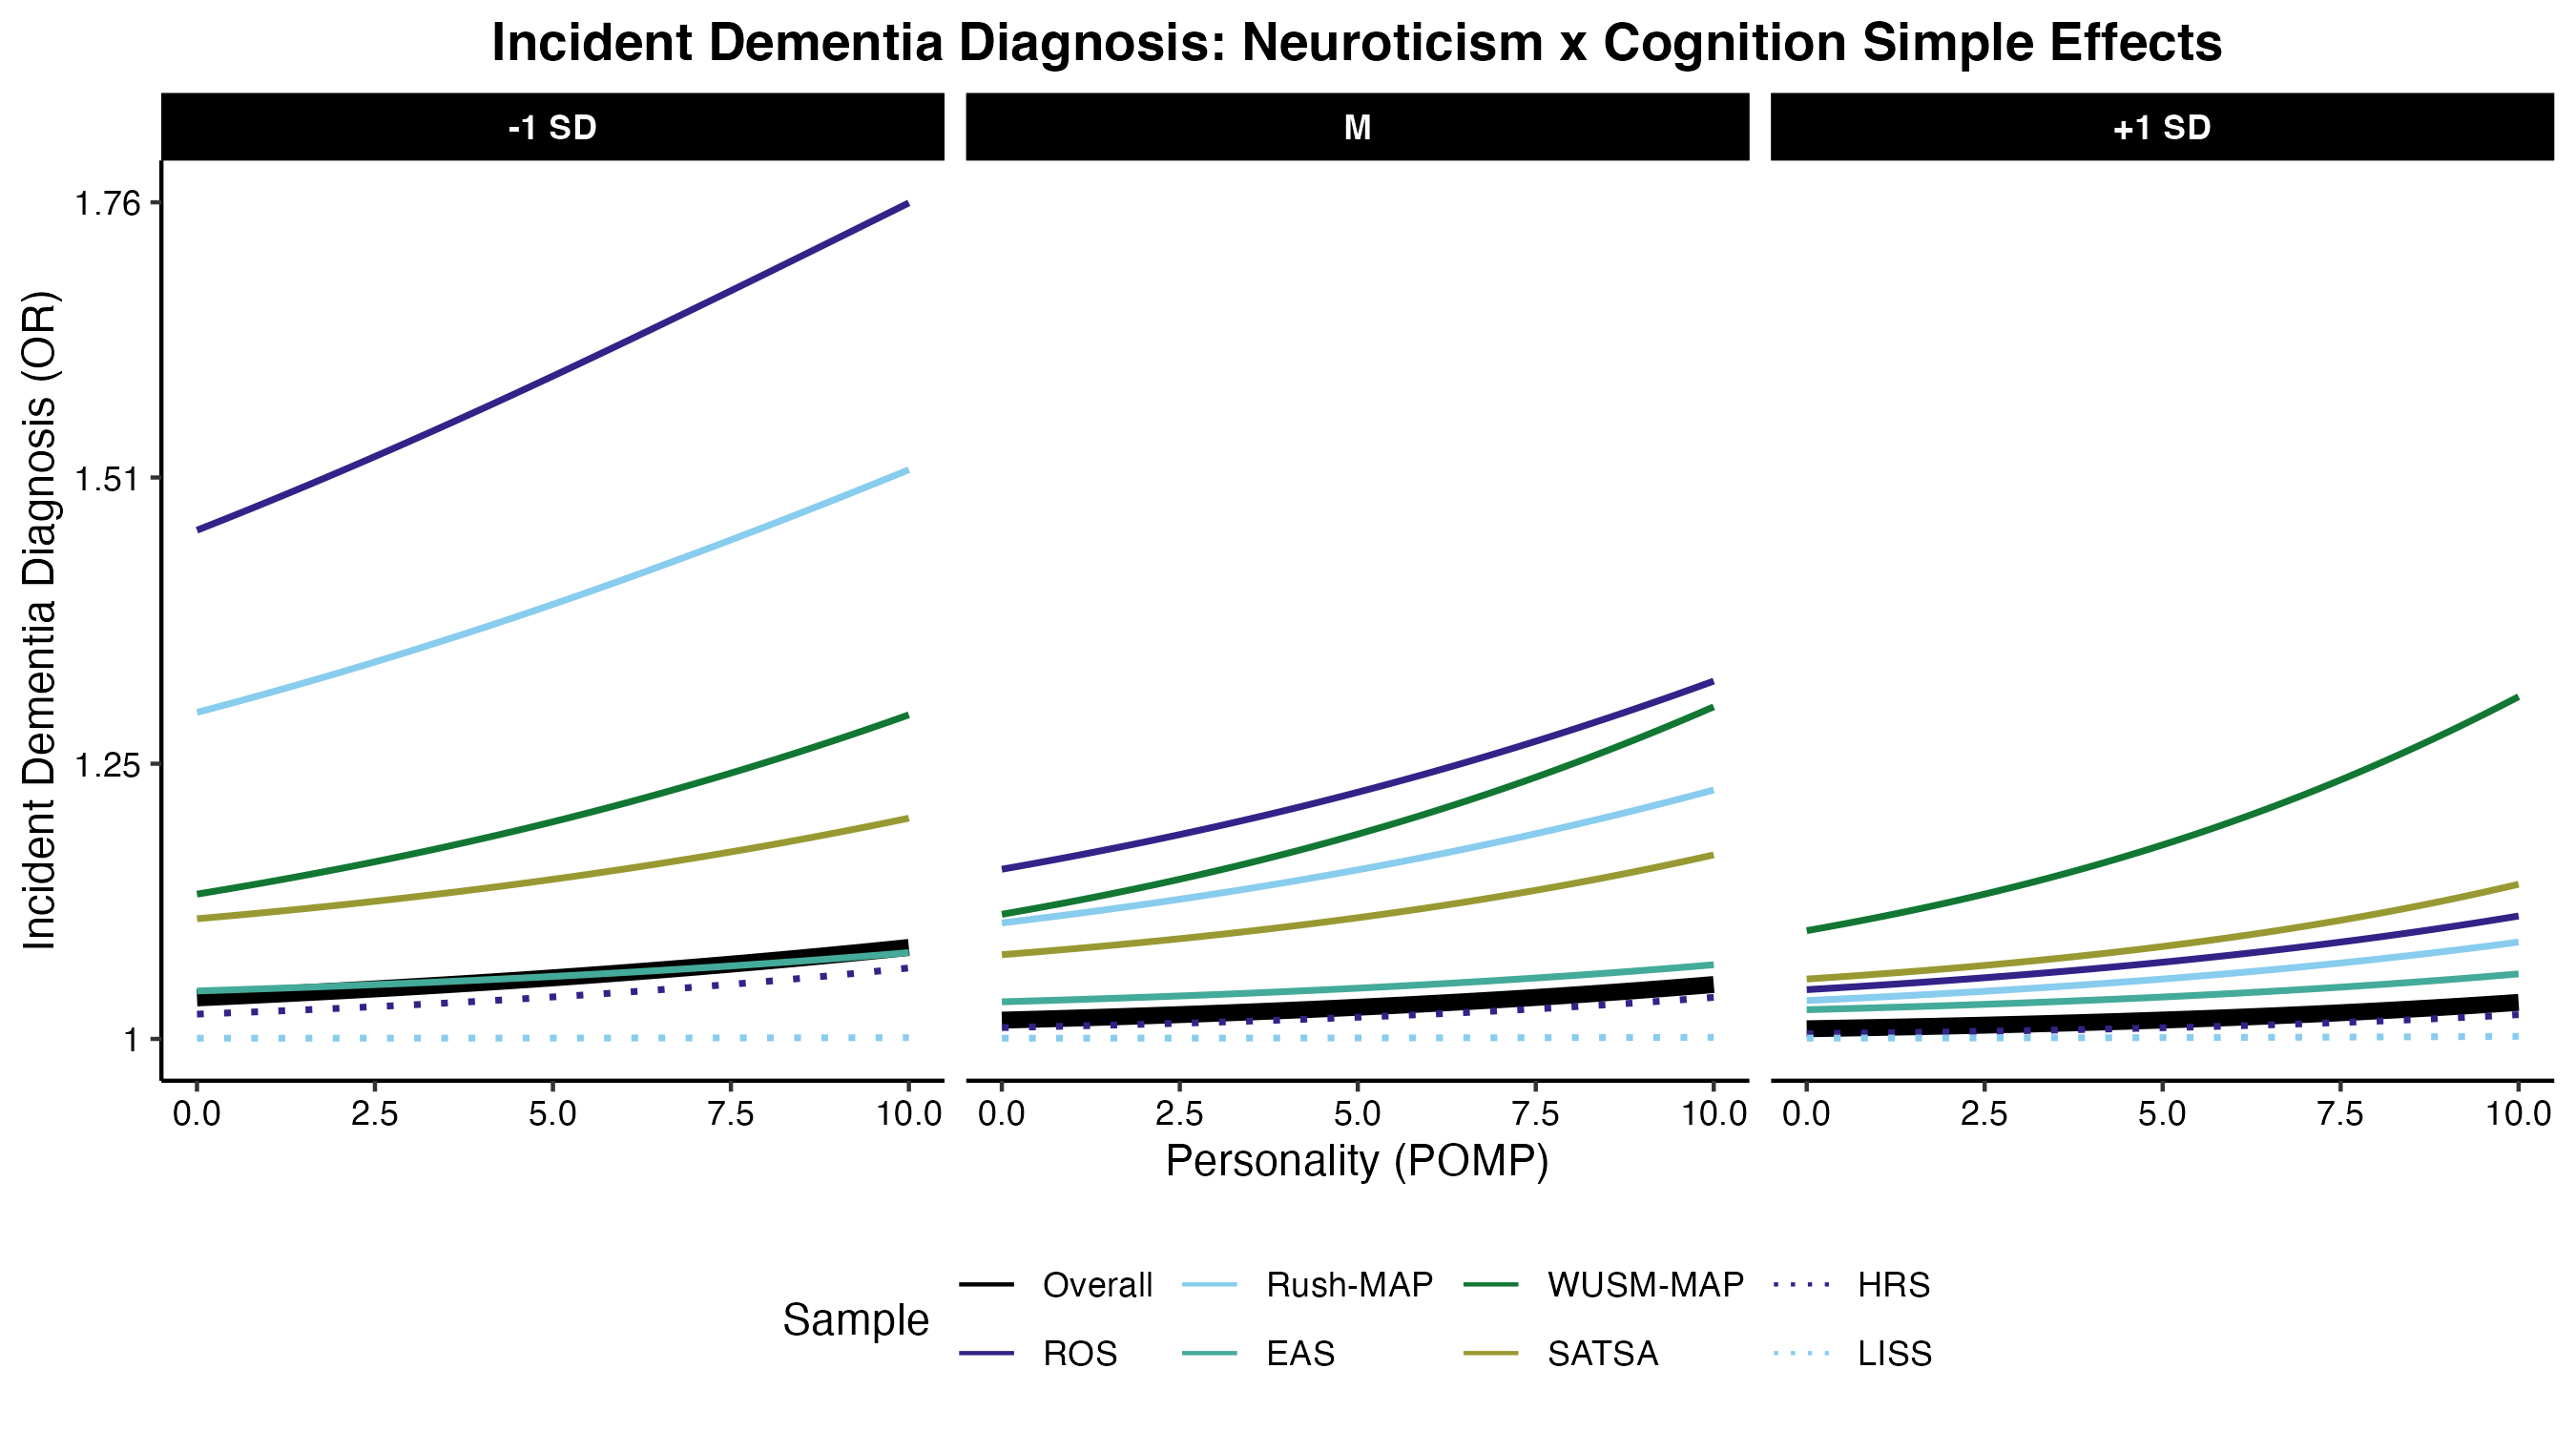 Incident Dementia Diagnosis: Neuroticism x Cognition Simple Effects
-1 SD M +1 SD
Incident Dementia Diagnosis (OR)
1.76
1.51
1.25
1
0.0 2.5 5.0 7.5 10.0 0.0 2.5 5.0 7.5 10.0 0.0 2.5 5.0 7.5 10.0
Personality (POMP)
Sample
Overall Rush-MAP WUSM-MAP HRS
ROS EAS SATSA LISS